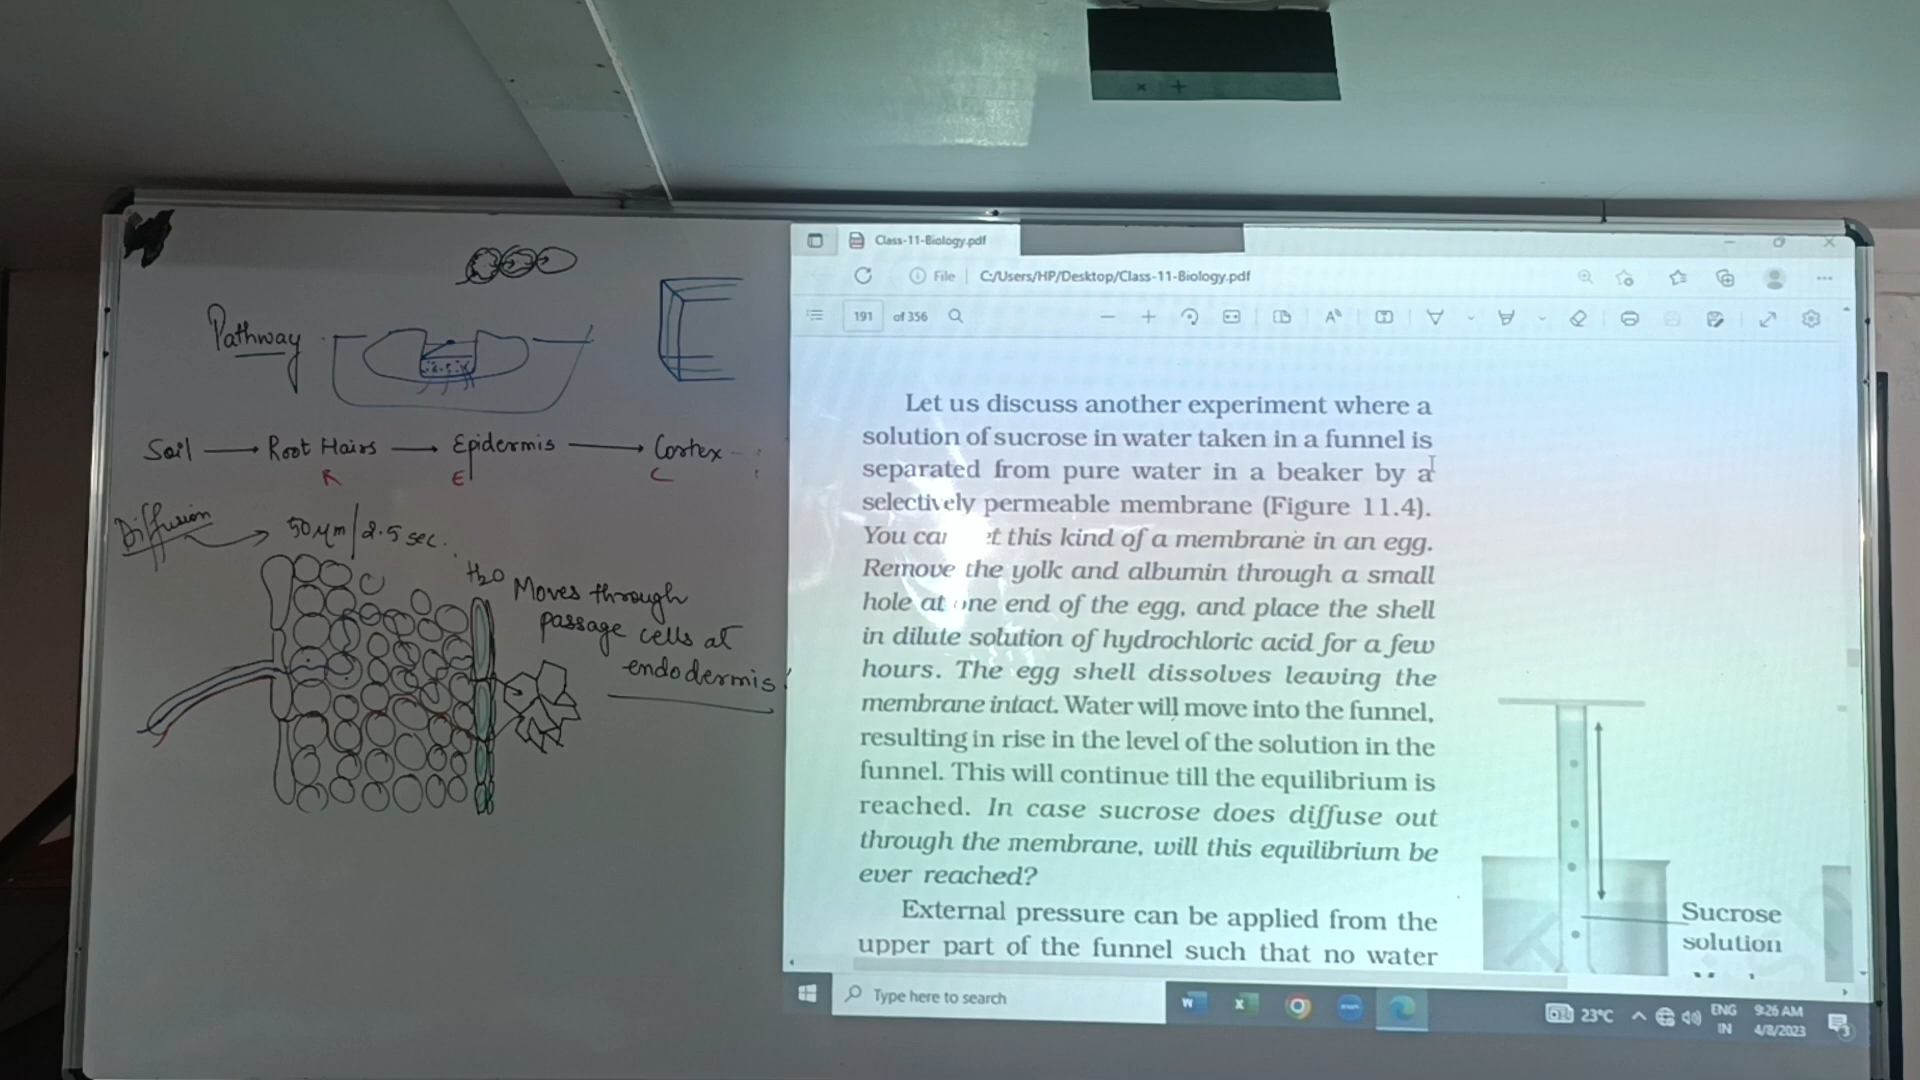 Pathway
Soil → Root Hairs → Epidermis → Cortex
R E C
Diffusion → 50 μm/2.5 sec.
H2O Moves through
passage cells at
endodermis
Class-11-Biology.pdf
File | C:/Users/HP/Desktop/Class-11-Biology.pdf
191 of 356
Let us discuss another experiment where a
solution of sucrose in water taken in a funnel is
separated from pure water in a beaker by a
selectively permeable membrane (Figure 11.4).
You can this kind of a membrane in an egg.
Remove the yolk and albumin through a small
hole at one end of the egg, and place the shell
in dilute solution of hydrochloric acid for a few
hours. The egg shell dissolves leaving the
membrane intact. Water will move into the funnel,
resulting in rise in the level of the solution in the
funnel. This will continue till the equilibrium is
reached. In case sucrose does diffuse out
through the membrane, will this equilibrium be
ever reached?
External pressure can be applied from the
upper part of the funnel such that no water
Sucrose
solution
Type here to search
23°C
ENG
IN
9:26 AM
4/8/2023
3